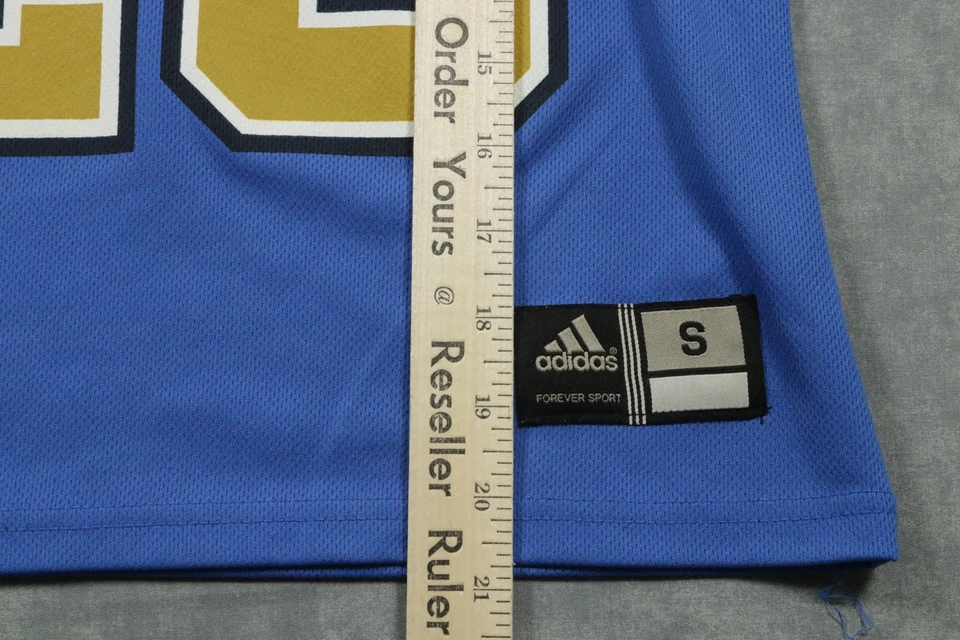 Order Yours @ Reseller Ruler
15
16
17
18
19
20
21
adidas®
FOREVER SPORT
S